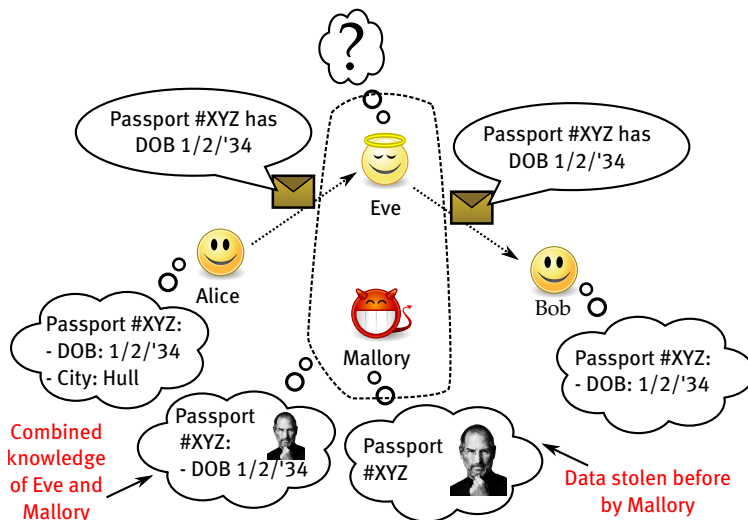 ?
Passport #XYZ has
DOB 1/2/'34
Passport #XYZ has
DOB 1/2/'34
Eve
Alice
Bob
Mallory
Passport #XYZ:
- DOB: 1/2/'34
- City: Hull
Passport #XYZ:
- DOB: 1/2/'34
Combined
knowledge
of Eve and
Mallory
Passport
#XYZ:
- DOB 1/2/'34
Passport
#XYZ
Data stolen before
by Mallory